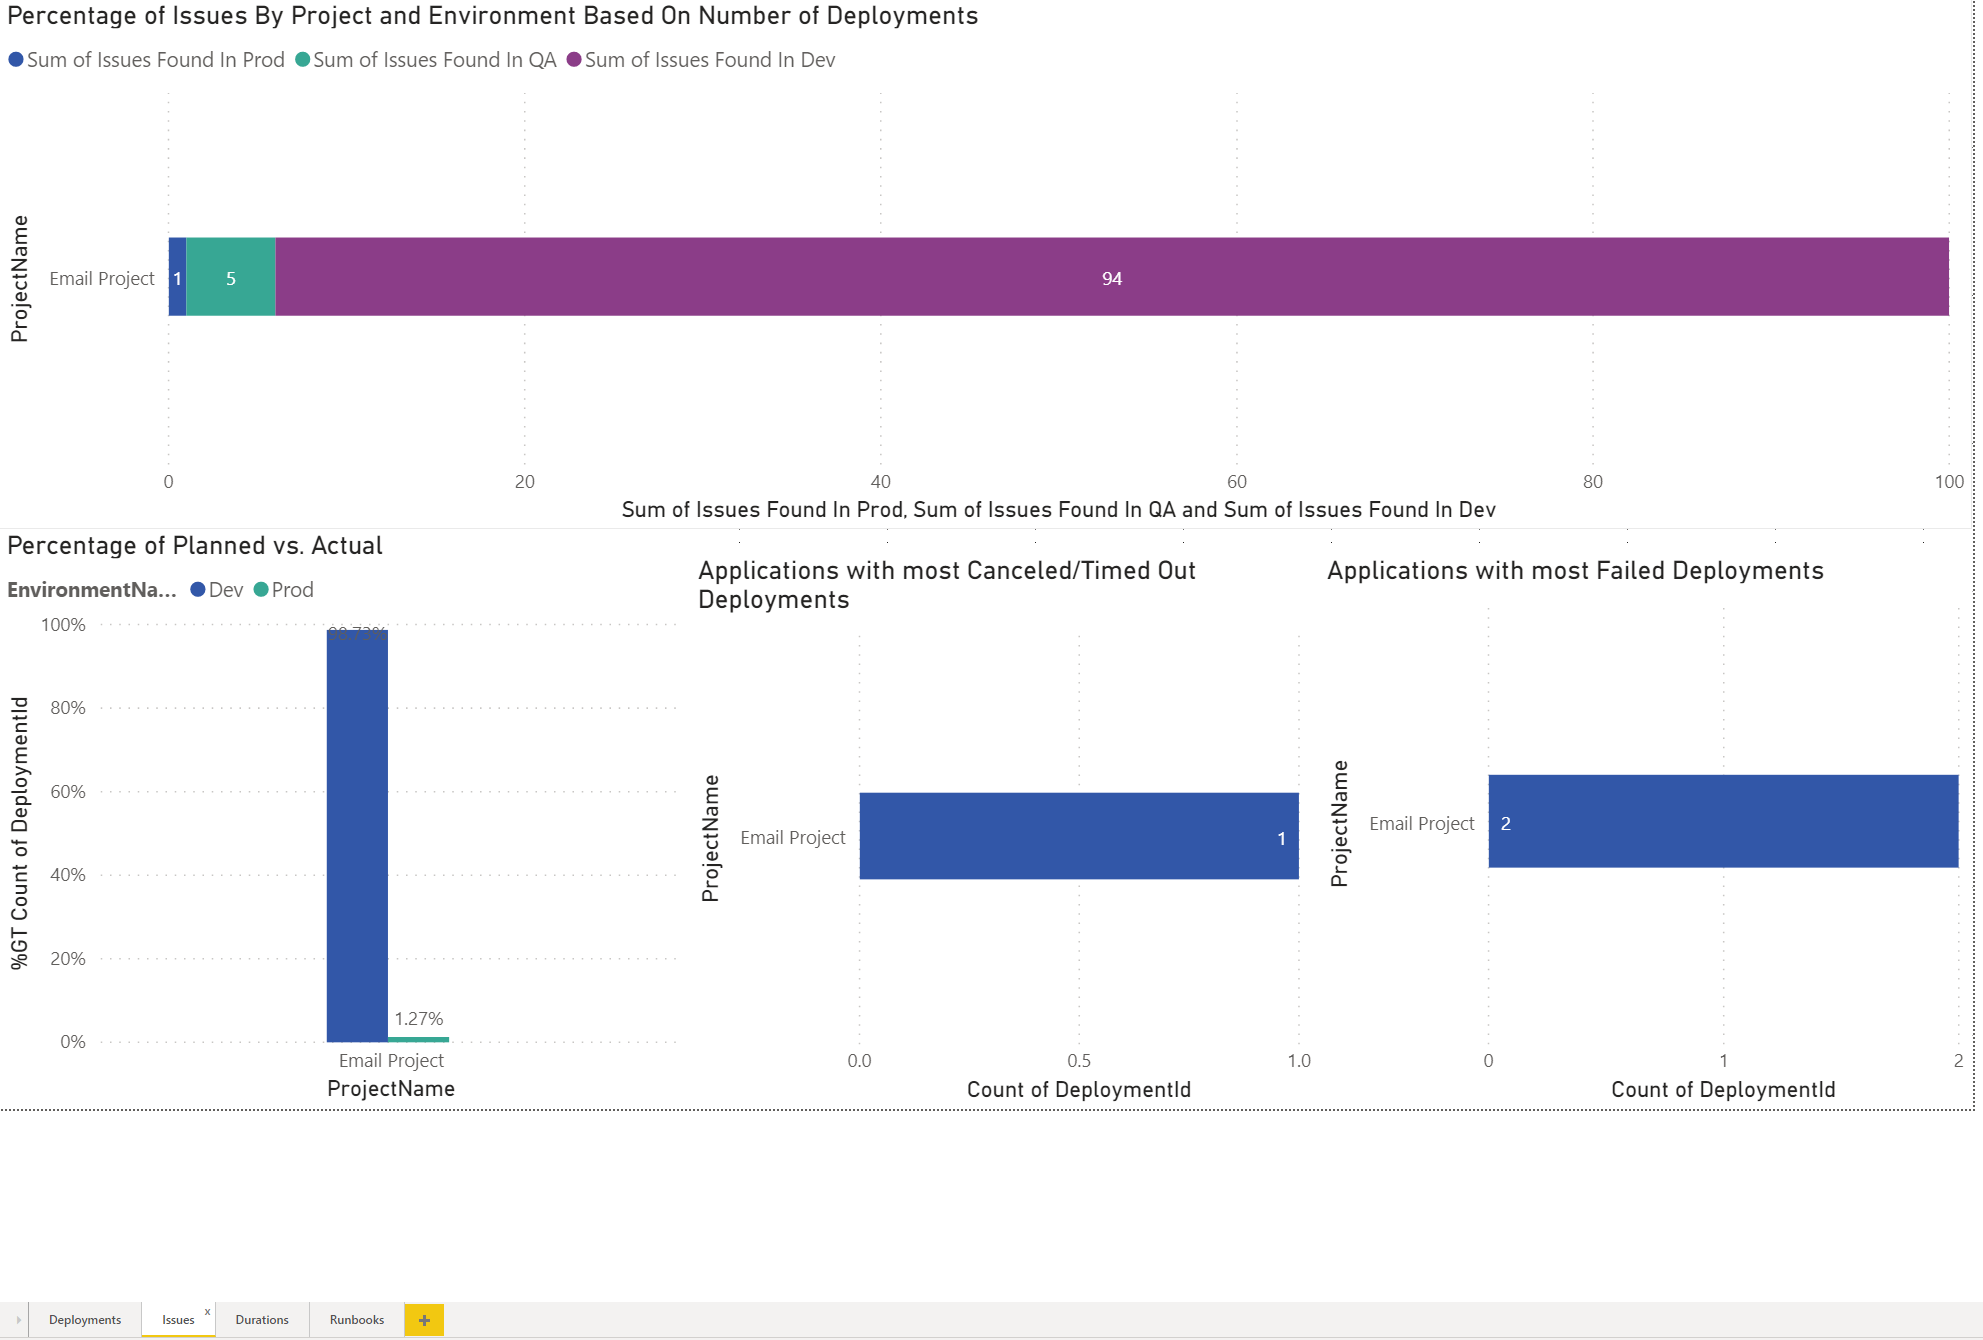 Percentage of Issues By Project and Environment Based On Number of Deployments
Sum of Issues Found In Prod Sum of Issues Found In QA Sum of Issues Found In Dev
ProjectName
Email Project
1 5 94
0 20 40 60 80 100
Sum of Issues Found In Prod, Sum of Issues Found In QA and Sum of Issues Found In Dev
Percentage of Planned vs. Actual
EnvironmentNa... Dev Prod
%GT Count of DeploymentId
100%
80%
60%
40%
20%
0%
98.73%
1.27%
Email Project
ProjectName
Applications with most Canceled/Timed Out
Deployments
ProjectName
Email Project
1
0.0 0.5 1.0
Count of DeploymentId
Applications with most Failed Deployments
ProjectName
Email Project
2
0 1 2
Count of DeploymentId
Deployments Issues x Durations Runbooks +